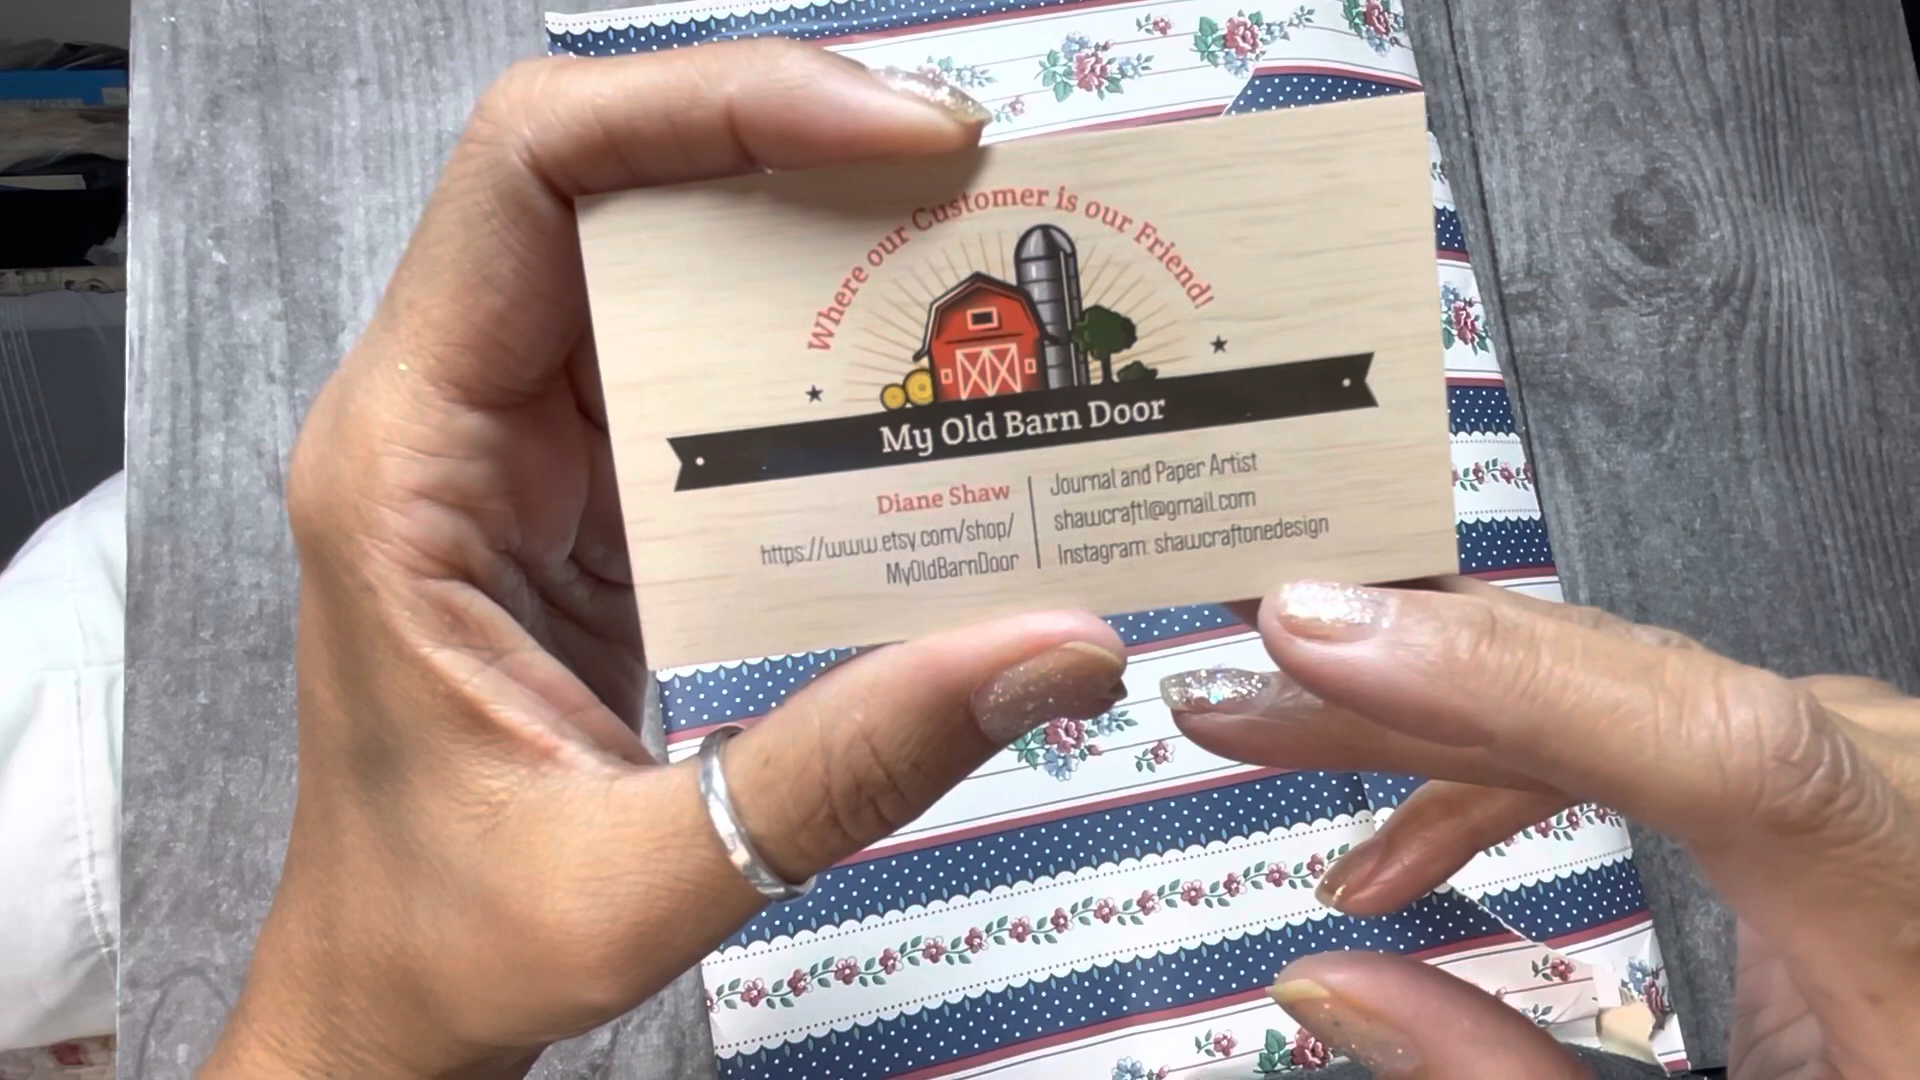 Where our Customer is our Friend!
My Old Barn Door
Diane Shaw
https://www.etsy.com/shop/
MyOldBarnDoor
Journal and Paper Artist
shawcraft1@gmail.com
Instagram: shawcraftonedesign